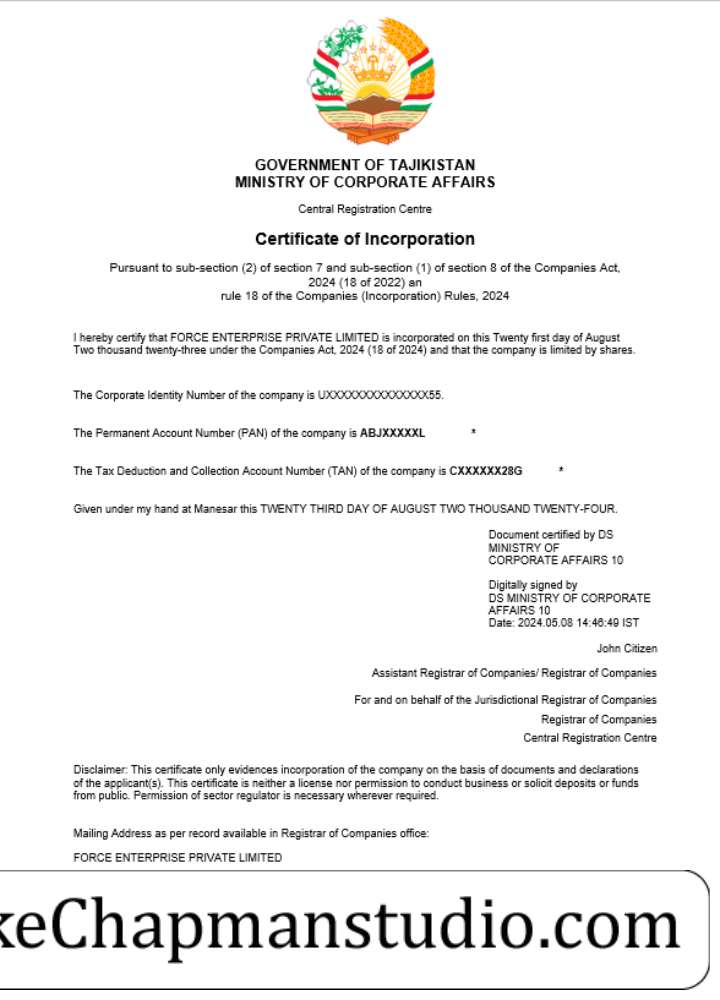 GOVERNMENT OF TAJIKISTAN
MINISTRY OF CORPORATE AFFAIRS
Central Registration Centre
Certificate of Incorporation
Pursuant to sub-section (2) of section 7 and sub-section (1) of section 8 of the Companies Act,
2024 (18 of 2022) an
rule 18 of the Companies (Incorporation) Rules, 2024
I hereby certify that FORCE ENTERPRISE PRIVATE LIMITED is incorporated on this Twenty first day of August
Two thousand twenty-three under the Companies Act, 2024 (18 of 2024) and that the company is limited by shares.
The Corporate Identity Number of the company is UXXXXXXXXXXXXXX55.
The Permanent Account Number (PAN) of the company is ABJXXXXXL *
The Tax Deduction and Collection Account Number (TAN) of the company is CXXXXXX28G *
Given under my hand at Manesar this TWENTY THIRD DAY OF AUGUST TWO THOUSAND TWENTY-FOUR.
Document certified by DS
MINISTRY OF
CORPORATE AFFAIRS 10
Digitally signed by
DS MINISTRY OF CORPORATE
AFFAIRS 10
Date: 2024.05.08 14:46:49 IST
John Citizen
Assistant Registrar of Companies/ Registrar of Companies
For and on behalf of the Jurisdictional Registrar of Companies
Registrar of Companies
Central Registration Centre
Disclaimer: This certificate only evidences incorporation of the company on the basis of documents and declarations
of the applicant(s). This certificate is neither a license nor permission to conduct business or solicit deposits or funds
from public. Permission of sector regulator is necessary wherever required.
Mailing Address as per record available in Registrar of Companies office:
FORCE ENTERPRISE PRIVATE LIMITED
keChapmanstudio.com